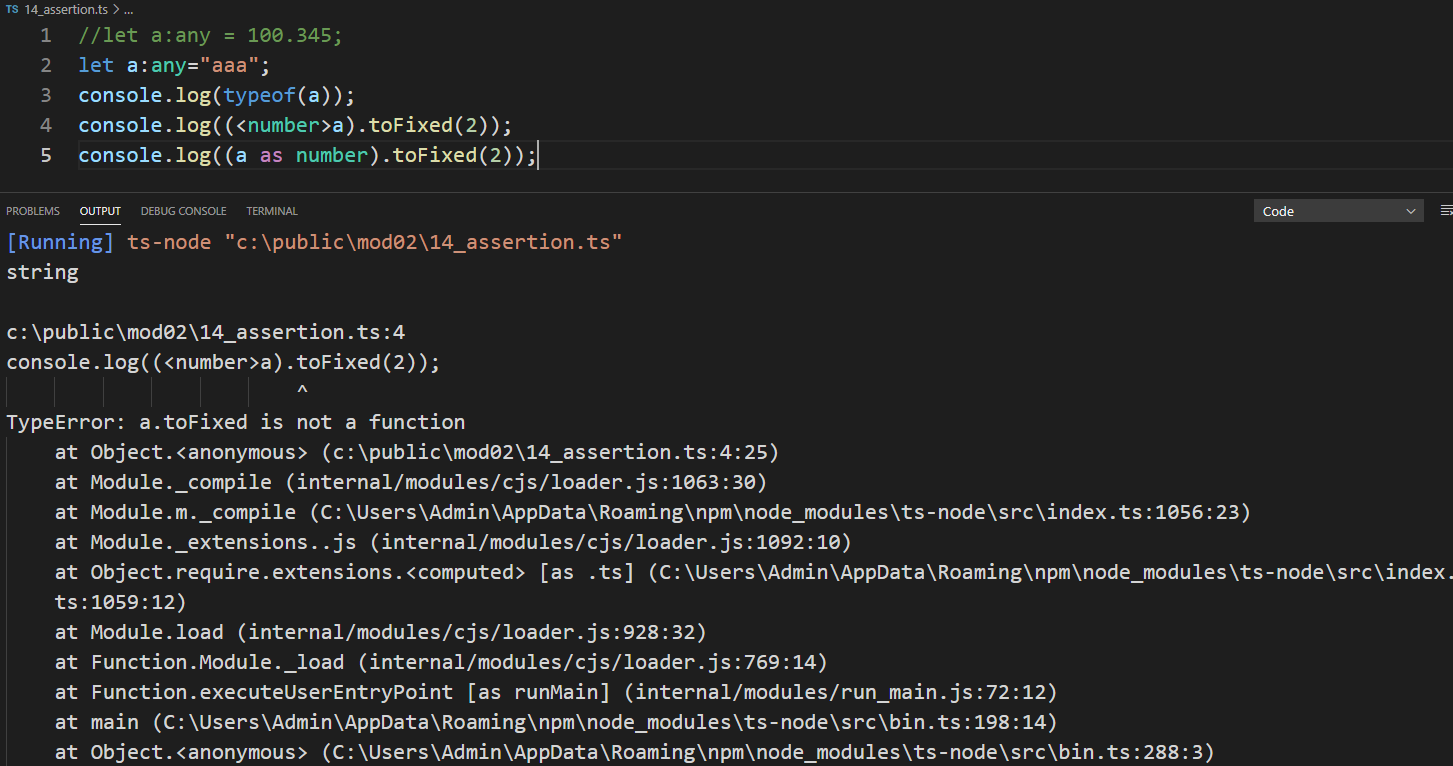 TS 14_assertion.ts > ...
1 //let a:any = 100.345;
2 let a:any="aaa";
3 console.log(typeof(a));
4 console.log((<number>a).toFixed(2));
5 console.log((a as number).toFixed(2));
PROBLEMS OUTPUT DEBUG CONSOLE TERMINAL Code
[Running] ts-node "c:\public\mod02\14_assertion.ts"
string
c:\public\mod02\14_assertion.ts:4
console.log((<number>a).toFixed(2));
^
TypeError: a.toFixed is not a function
at Object.<anonymous> (c:\public\mod02\14_assertion.ts:4:25)
at Module._compile (internal/modules/cjs/loader.js:1063:30)
at Module.m._compile (C:\Users\Admin\AppData\Roaming\npm\node_modules\ts-node\src\index.ts:1056:23)
at Module._extensions..js (internal/modules/cjs/loader.js:1092:10)
at Object.require.extensions.<computed> [as .ts] (C:\Users\Admin\AppData\Roaming\npm\node_modules\ts-node\src\index.
ts:1059:12)
at Module.load (internal/modules/cjs/loader.js:928:32)
at Function.Module._load (internal/modules/cjs/loader.js:769:14)
at Function.executeUserEntryPoint [as runMain] (internal/modules/run_main.js:72:12)
at main (C:\Users\Admin\AppData\Roaming\npm\node_modules\ts-node\src\bin.ts:198:14)
at Object.<anonymous> (C:\Users\Admin\AppData\Roaming\npm\node_modules\ts-node\src\bin.ts:288:3)